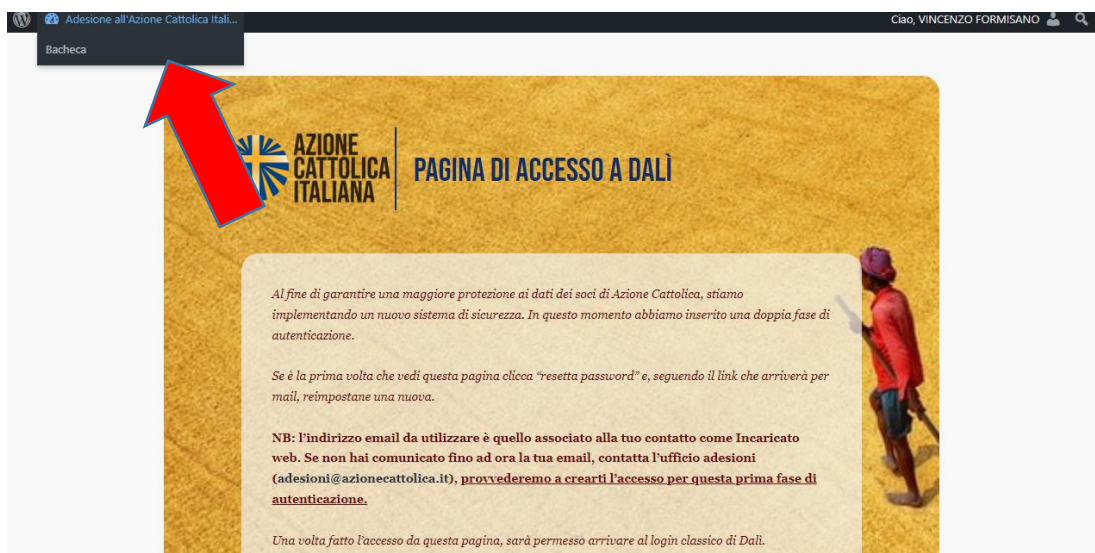 Adesione all'Azione Cattolica Itali...
Ciao, VINCENZO FORMISANO
Bacheca
AZIONE
CATTOLICA
ITALIANA
PAGINA DI ACCESSO A DALÌ
Al fine di garantire una maggiore protezione ai dati dei soci di Azione Cattolica, stiamo
implementando un nuovo sistema di sicurezza. In questo momento abbiamo inserito una doppia fase di
autenticazione.
Se è la prima volta che vedi questa pagina clicca "resetta password" e, seguendo il link che arriverà per
mail, reimpostane una nuova.
NB: l'indirizzo email da utilizzare è quello associato alla tuo contatto come Incaricato
web. Se non hai comunicato fino ad ora la tua email, contatta l'ufficio adesioni
(adesioni@azionecattolica.it), provvederemo a crearti l'accesso per questa prima fase di
autenticazione.
Una volta fatto l'accesso da questa pagina, sarà permesso arrivare al login classico di Dalì.